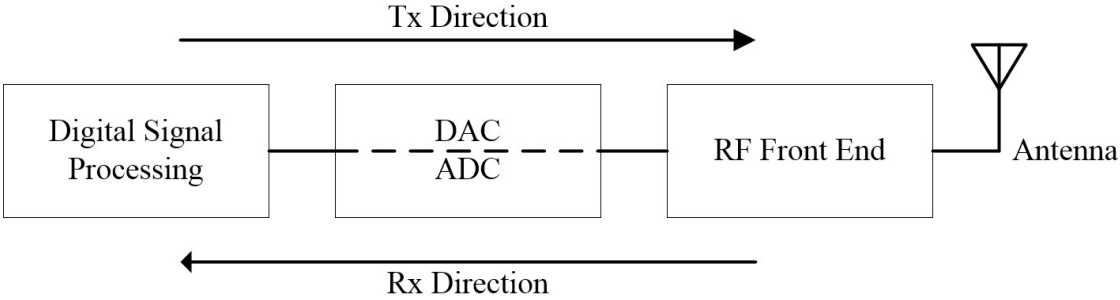 Tx Direction
Digital Signal
Processing
DAC
ADC
RF Front End
Antenna
Rx Direction